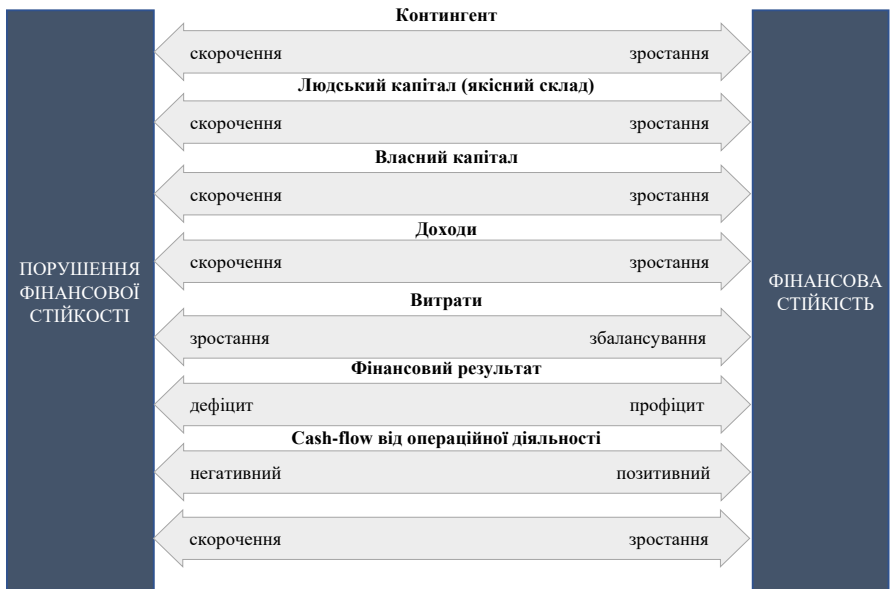 Контингент
скорочення зростання
Людський капітал (якісний склад)
скорочення зростання
Власний капітал
скорочення зростання
Доходи
скорочення зростання
ПОРУШЕННЯ
ФІНАНСОВОЇ
СТІЙКОСТІ
ФІНАНСОВА
СТІЙКІСТЬ
Витрати
зростання збалансування
Фінансовий результат
дефіцит профіцит
Cash-flow від операційної діяльності
негативний позитивний
скорочення зростання